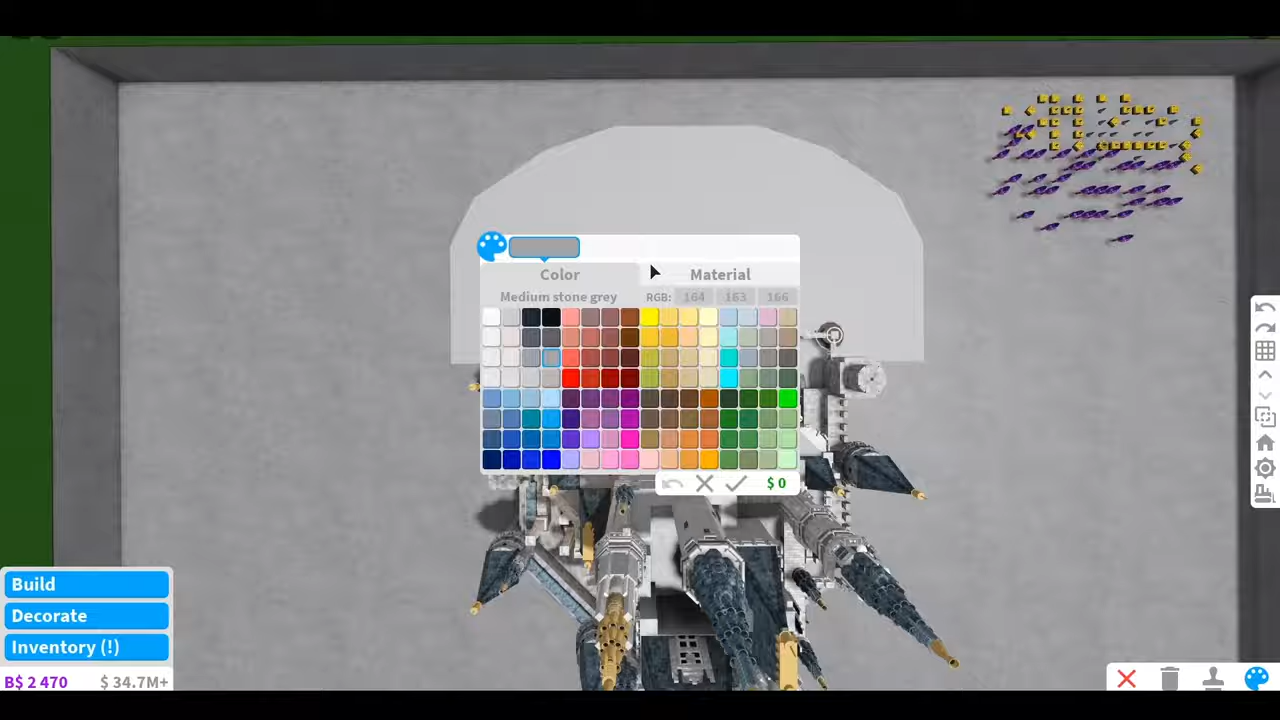 Color
Material
Medium stone grey
RGB: 164 163 166
$ 0
Build
Decorate
Inventory (!)
B$ 2 470
$ 34.7M+